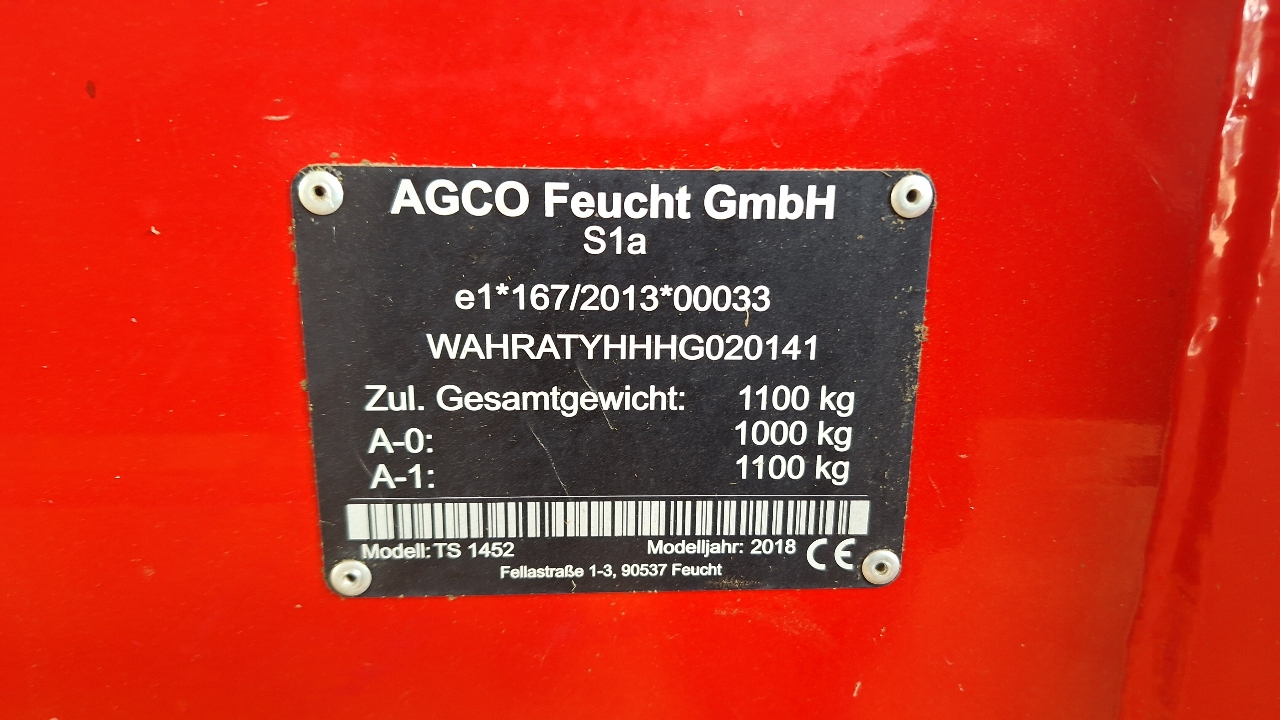 AGCO Feucht GmbH
S1a
e1*167/2013*00033
WAHRATYHHHG020141
Zul. Gesamtgewicht: 1100 kg
A-0: 1000 kg
A-1: 1100 kg
Modell: TS 1452 Modelljahr: 2018 CE
Fellastraße 1-3, 90537 Feucht